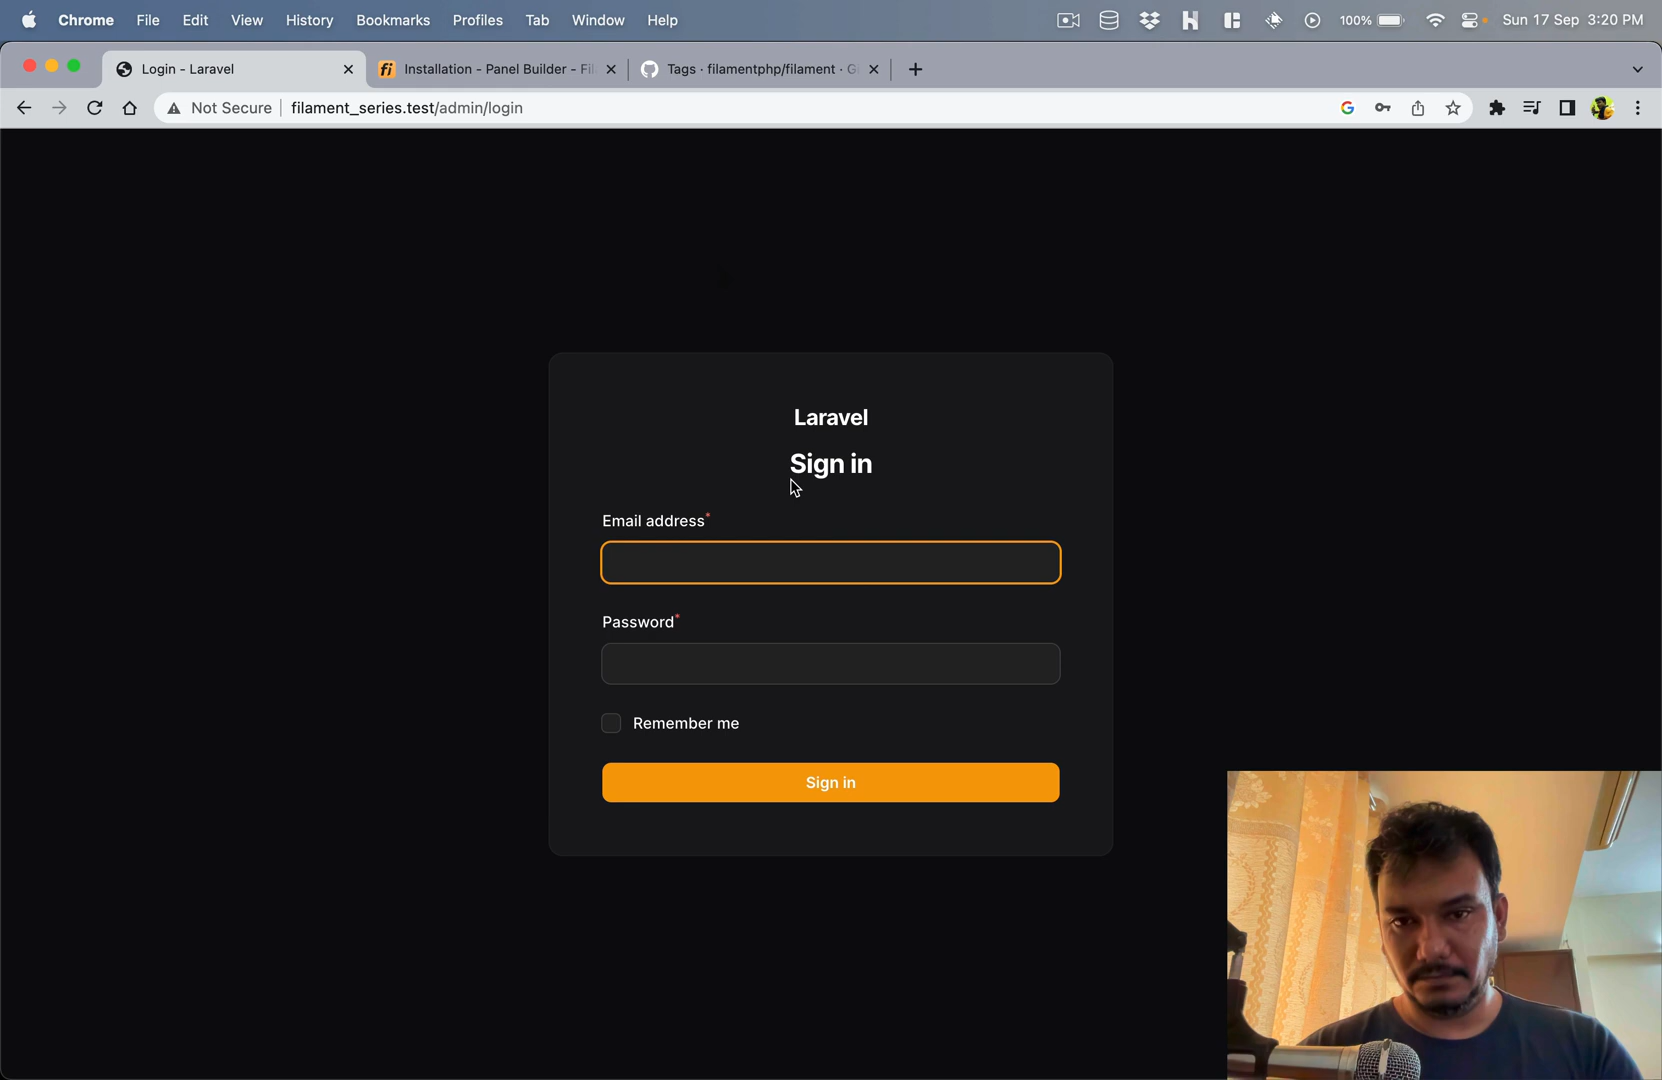 Chrome File Edit View History Bookmarks Profiles Tab Window Help 100% Sun 17 Sep 3:20 PM
Login - Laravel Installation - Panel Builder - Fil Tags · filamentphp/filament · G
Not Secure filament_series.test/admin/login
Laravel
Sign in
Email address*
Password*
Remember me
Sign in